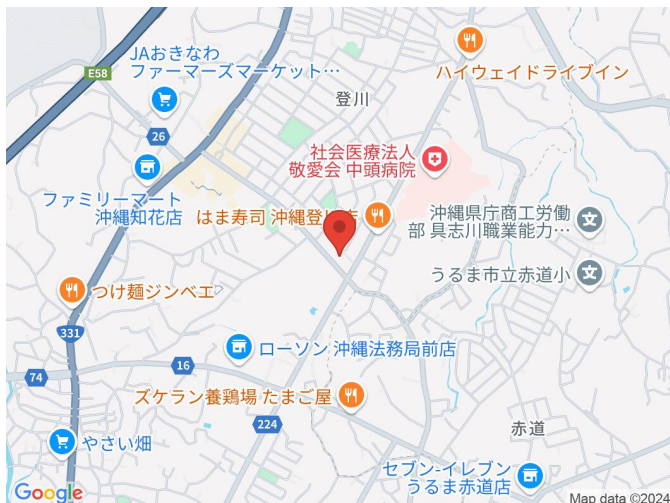 JAおきなわ
ファーマーズマーケット…
E58
ハイウェイドライブイン
登川
26
社会医療法人
敬愛会 中頭病院
ファミリーマート
沖縄知花店
はま寿司 沖縄登川店
沖縄県庁商工労働
部 具志川職業能力…
うるま市立赤道小
つけ麺ジンベエ
331
ローソン 沖縄法務局前店
16
74
ズケラン養鶏場 たまご屋
224
やさい畑
赤道
セブン-イレブン
うるま赤道店
Google
Map data ©2024